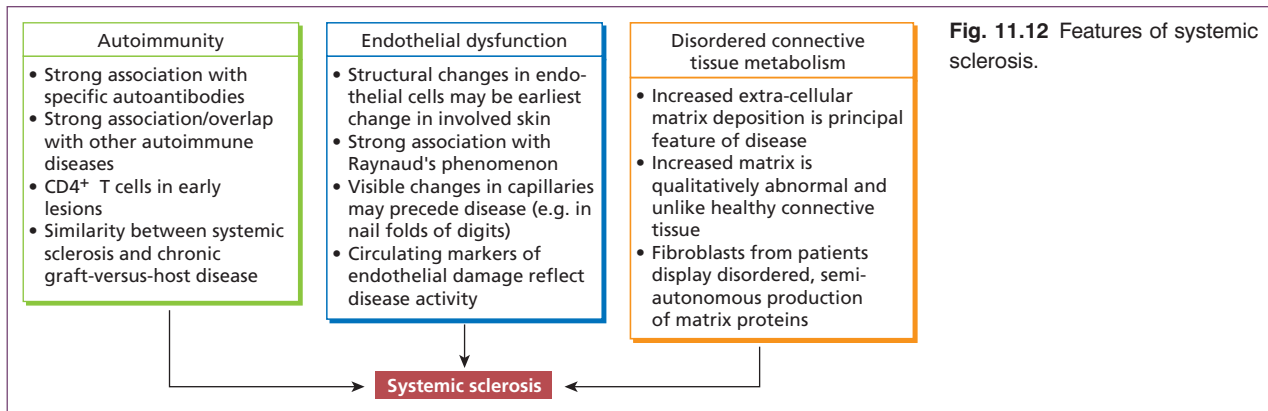 Autoimmunity
• Strong association with
specific autoantibodies
• Strong association/overlap
with other autoimmune
diseases
• CD4+ T cells in early
lesions
• Similarity between systemic
sclerosis and chronic
graft-versus-host disease
Endothelial dysfunction
• Structural changes in endo-
thelial cells may be earliest
change in involved skin
• Strong association with
Raynaud's phenomenon
• Visible changes in capillaries
may precede disease (e.g. in
nail folds of digits)
• Circulating markers of
endothelial damage reflect
disease activity
Disordered connective
tissue metabolism
• Increased extra-cellular
matrix deposition is principal
feature of disease
• Increased matrix is
qualitatively abnormal and
unlike healthy connective
tissue
• Fibroblasts from patients
display disordered, semi-
autonomous production
of matrix proteins
Systemic sclerosis
Fig. 11.12 Features of systemic
sclerosis.